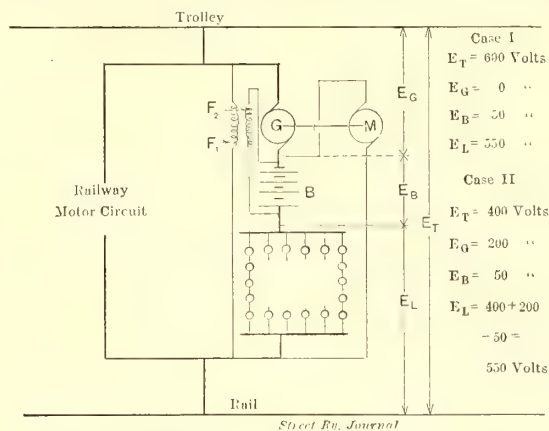 Trolley
Case I
E_T = 600 Volts
E_G = 0 "
E_B = 50 "
E_L = 550 "
Case II
E_T = 400 Volts
E_G = 200 "
E_B = 50 "
E_L = 400 + 200
- 50 =
550 Volts
F_2
F_1
G
M
B
E_G
E_B
E_T
E_L
Railway
Motor Circuit
Rail
Street Ry. Journal